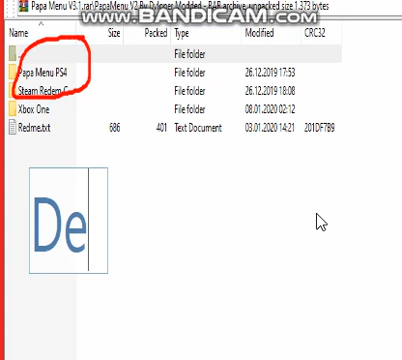 Papa Menu V3.1.rar\PapaMenu V2 By Dylopez Modded - RAR archive, unpacked size 1.373 bytes
www.BANDICAM.com
Name Size Packed Type Modified CRC32
.. File folder
Papa Menu PS4 File folder 26.12.2019 17:53
Steam Redem C File folder 26.12.2019 18:08
Xbox One File folder 08.01.2020 02:12
Redme.txt 686 401 Text Document 03.01.2020 14:21 201DF7B9
De